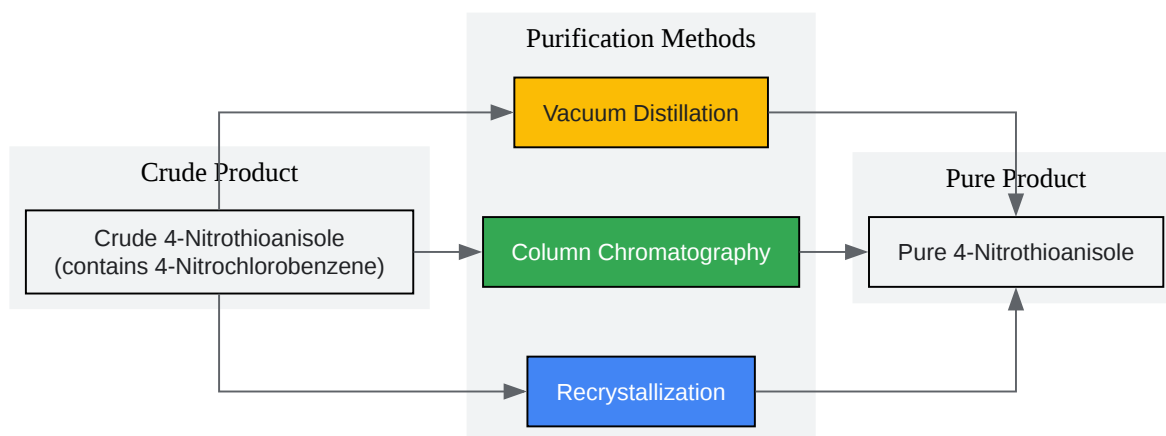 Purification Methods
Vacuum Distillation
Crude Product
Crude 4-Nitrothioanisole
(contains 4-Nitrochlorobenzene)
Column Chromatography
Pure Product
Pure 4-Nitrothioanisole
Recrystallization